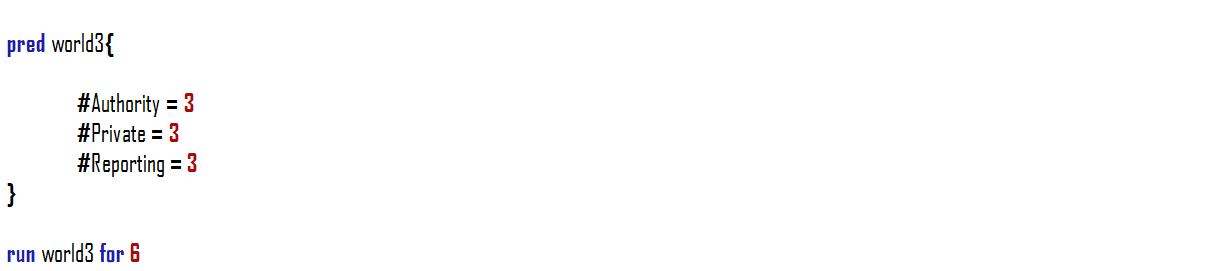 pred world3{
#Authority = 3
#Private = 3
#Reporting = 3
}
run world3 for 6